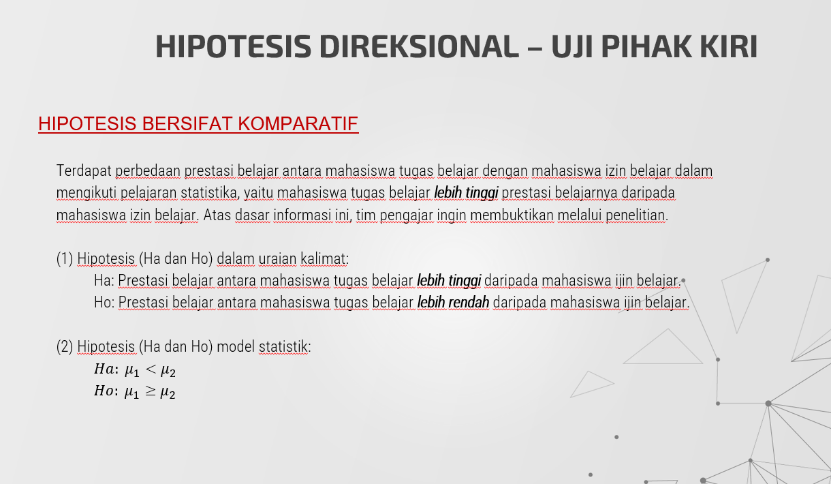 HIPOTESIS DIREKSIONAL – UJI PIHAK KIRI
HIPOTESIS BERSIFAT KOMPARATIF
Terdapat perbedaan prestasi belajar antara mahasiswa tugas belajar dengan mahasiswa izin belajar dalam
mengikuti pelajaran statistika, yaitu mahasiswa tugas belajar lebih tinggi prestasi belajarnya daripada
mahasiswa izin belajar. Atas dasar informasi ini, tim pengajar ingin membuktikan melalui penelitian.
(1) Hipotesis (Ha dan Ho) dalam uraian kalimat:
Ha: Prestasi belajar antara mahasiswa tugas belajar lebih tinggi daripada mahasiswa ijin belajar.
Ho: Prestasi belajar antara mahasiswa tugas belajar lebih rendah daripada mahasiswa ijin belajar.
(2) Hipotesis (Ha dan Ho) model statistik:
Ha: μ₁ < μ₂
Ho: μ₁ ≥ μ₂